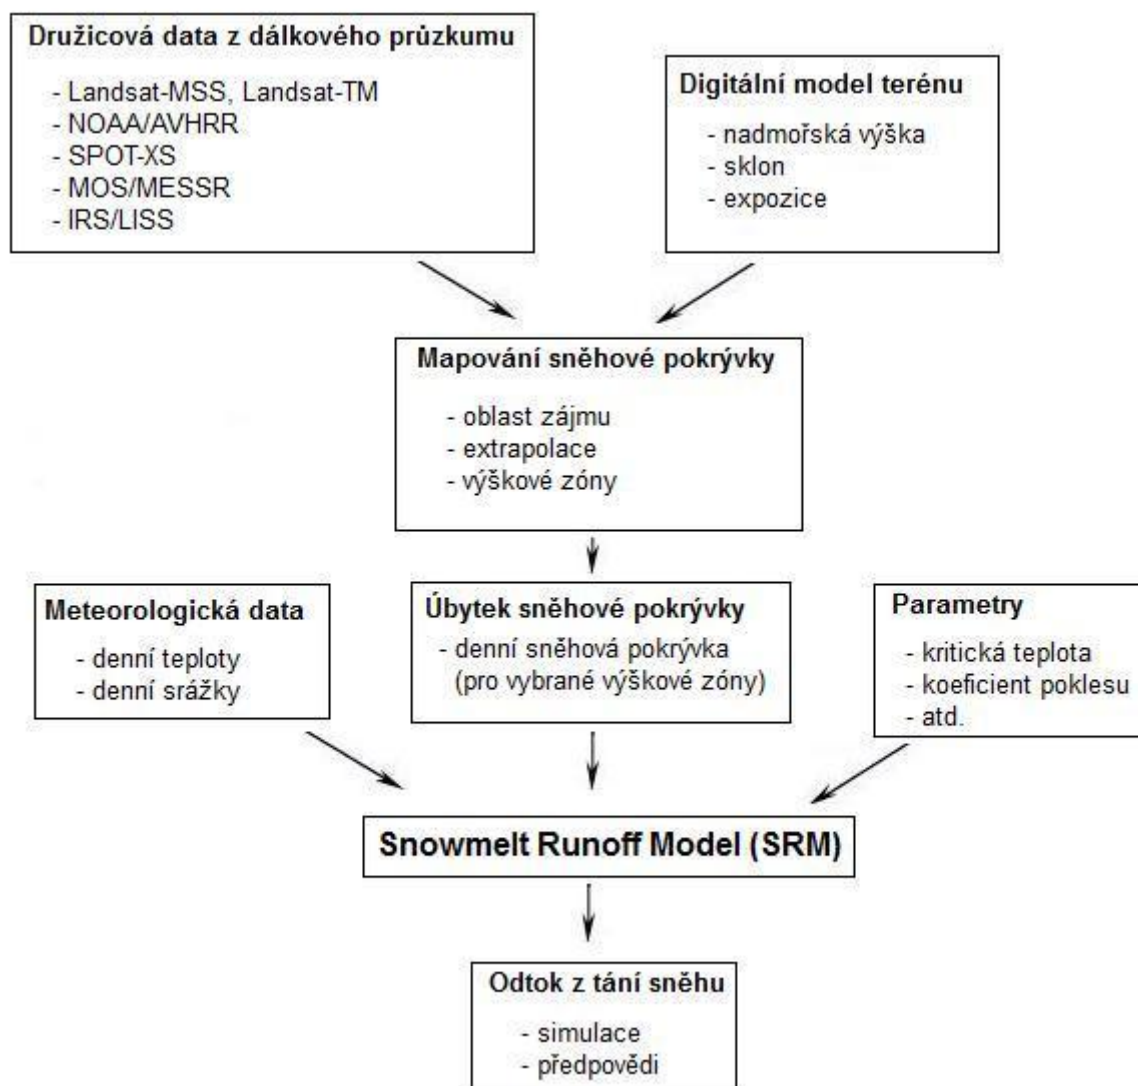 Družicová data z dálkového průzkumu
- Landsat-MSS, Landsat-TM
- NOAA/AVHRR
- SPOT-XS
- MOS/MESSR
- IRS/LISS
Digitální model terénu
- nadmořská výška
- sklon
- expozice
Mapování sněhové pokrývky
- oblast zájmu
- extrapolace
- výškové zóny
Meteorologická data
- denní teploty
- denní srážky
Úbytek sněhové pokrývky
- denní sněhová pokrývka
(pro vybrané výškové zóny)
Parametry
- kritická teplota
- koeficient poklesu
- atd.
Snowmelt Runoff Model (SRM)
Odtok z tání sněhu
- simulace
- předpovědi